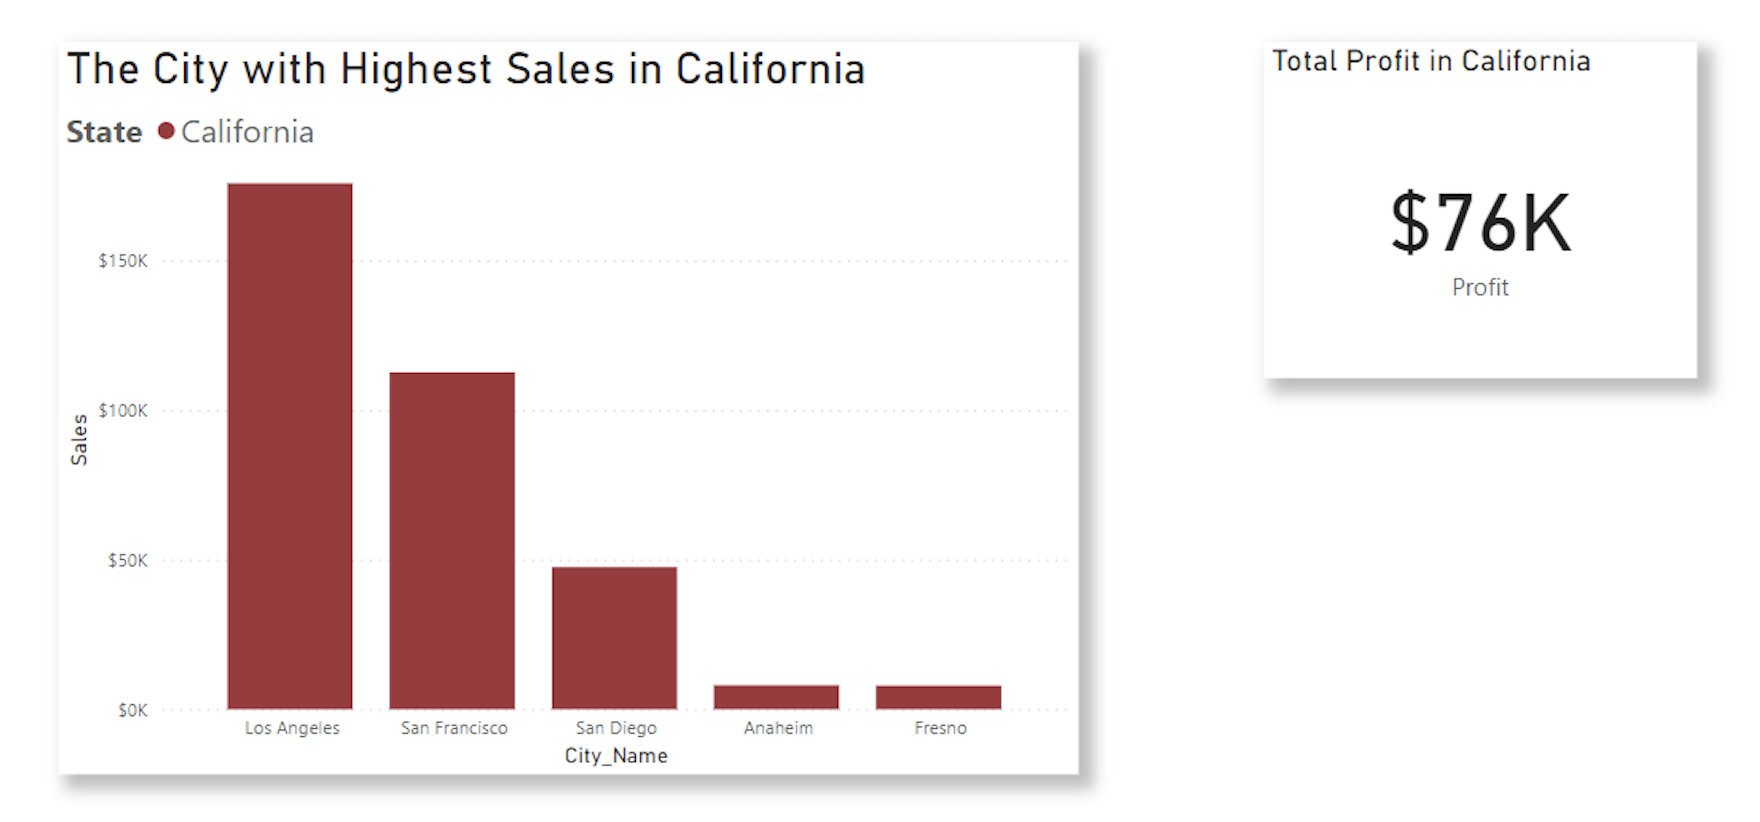 The City with Highest Sales in California
State California
$150K
$100K
$50K
$0K
Sales
Los Angeles San Francisco San Diego Anaheim Fresno
City_Name
Total Profit in California
$76K
Profit